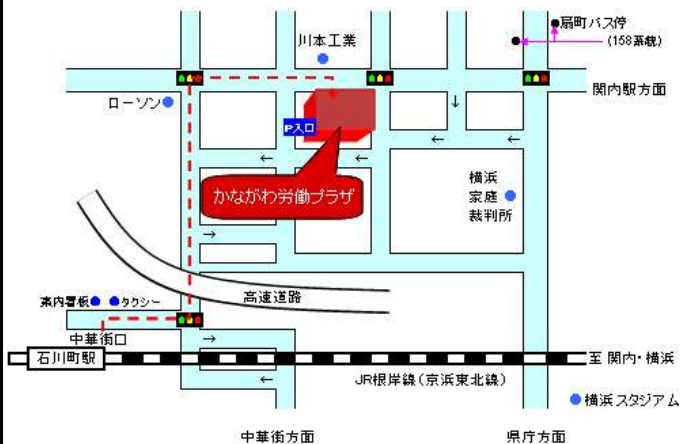 扇町バス停
(158系統)
川本工業
関内駅方面
ローソン
P入口
←
←
↓
←
←
かながわ労働プラザ
横浜
家庭
裁判所
→
高速道路
案内看板
タクシー
中華街口
→
石川町駅
至 関内・横浜
←
JR根岸線(京浜東北線)
横浜スタジアム
中華街方面
県庁方面